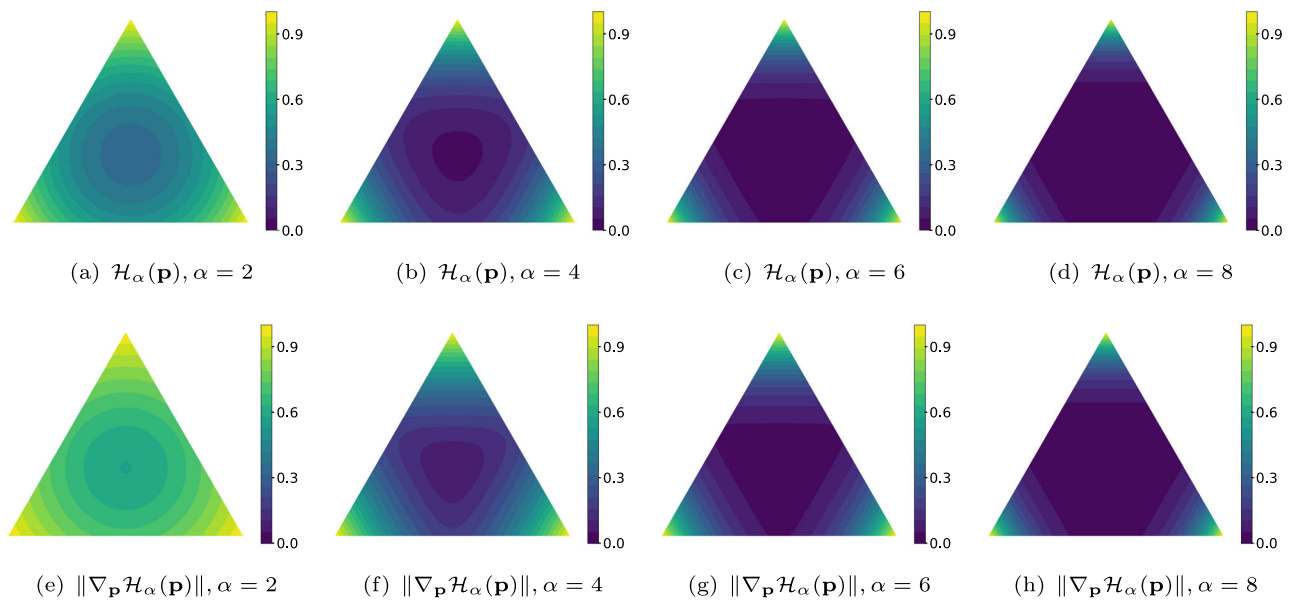 0.9 0.9 0.9 0.9
0.6 0.6 0.6 0.6
0.3 0.3 0.3 0.3
0.0 0.0 0.0 0.0
(a) ℋ_α(𝐩), α = 2
(b) ℋ_α(𝐩), α = 4
(c) ℋ_α(𝐩), α = 6
(d) ℋ_α(𝐩), α = 8
0.9 0.9 0.9 0.9
0.6 0.6 0.6 0.6
0.3 0.3 0.3 0.3
0.0 0.0 0.0 0.0
(e) ‖∇_𝐩ℋ_α(𝐩)‖, α = 2
(f) ‖∇_𝐩ℋ_α(𝐩)‖, α = 4
(g) ‖∇_𝐩ℋ_α(𝐩)‖, α = 6
(h) ‖∇_𝐩ℋ_α(𝐩)‖, α = 8